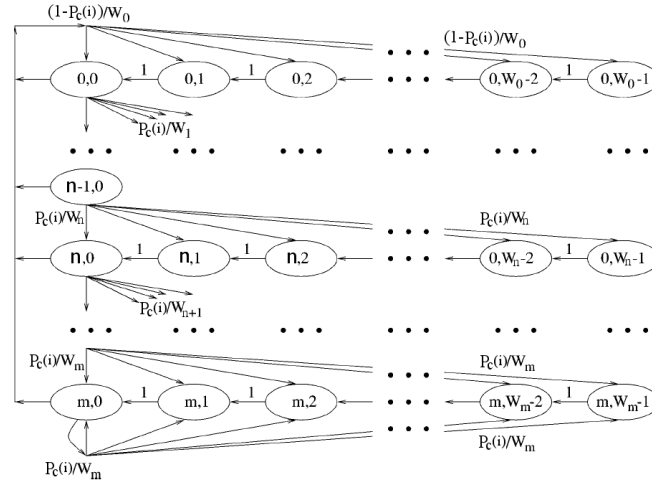 (1-P_c(i)/W_0
(1-P_c(i))/W_0
0,0 1 0,1 1 0,2 0,W_0-2 1 0,W_0-1
P_c(i)/W_1
n-1,0
P_c(i)/W_n P_c(i)/W_n
n,0 1 n,1 1 n,2 0,W_n-2 1 0,W_n-1
P_c(i)/W_{n+1}
P_c(i)/W_m P_c(i)/W_m
m,0 1 m,1 1 m,2 m,W_m-2 1 m,W_m-1
P_c(i)/W_m
P_c(i)/W_m